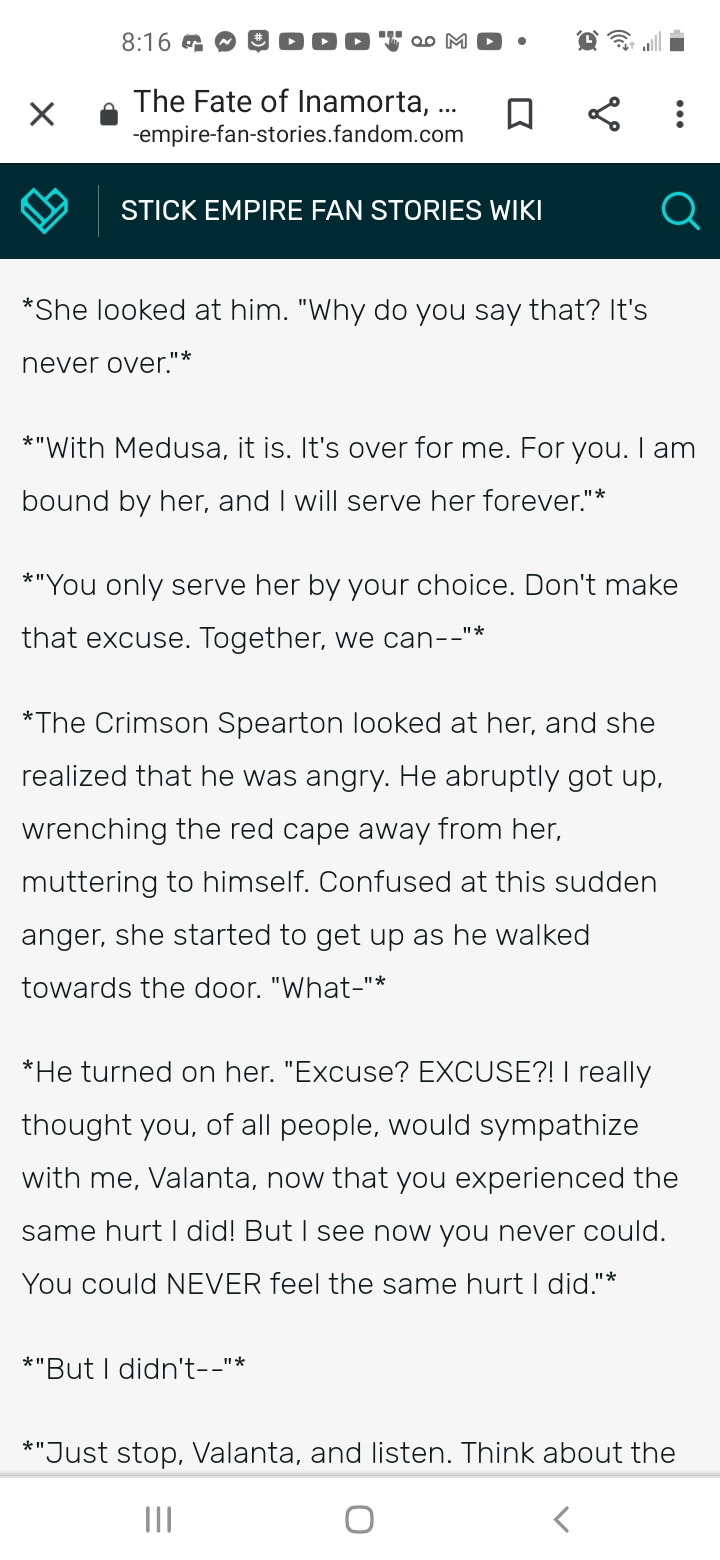 8:16
The Fate of Inamorta, ...
-empire-fan-stories.fandom.com
STICK EMPIRE FAN STORIES WIKI
*She looked at him. "Why do you say that? It's
never over."*
*"With Medusa, it is. It's over for me. For you. I am
bound by her, and I will serve her forever."*
*"You only serve her by your choice. Don't make
that excuse. Together, we can--"*
*The Crimson Spearton looked at her, and she
realized that he was angry. He abruptly got up,
wrenching the red cape away from her,
muttering to himself. Confused at this sudden
anger, she started to get up as he walked
towards the door. "What-"*
*He turned on her. "Excuse? EXCUSE?! I really
thought you, of all people, would sympathize
with me, Valanta, now that you experienced the
same hurt I did! But I see now you never could.
You could NEVER feel the same hurt I did."*
*"But I didn't--"*
*"Just stop, Valanta, and listen. Think about the